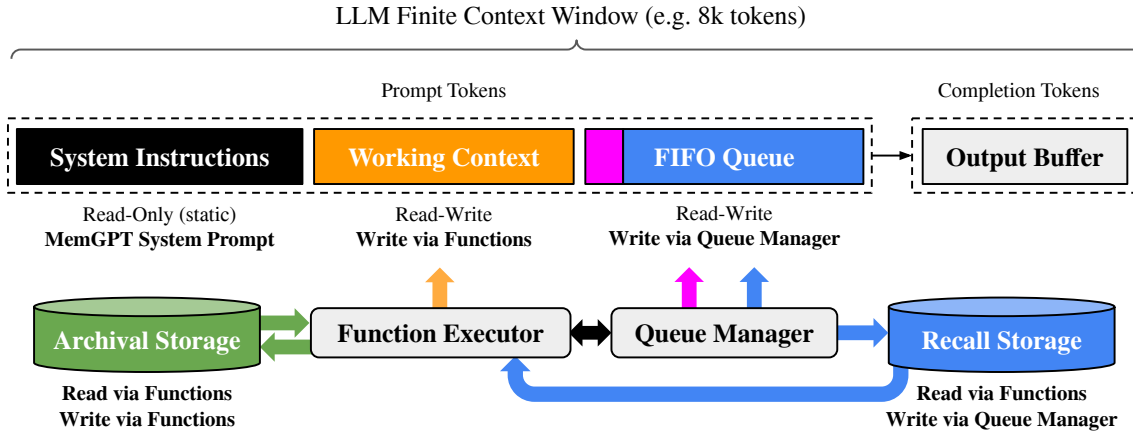 LLM Finite Context Window (e.g. 8k tokens)
Prompt Tokens
Completion Tokens
System Instructions
Working Context
FIFO Queue
Output Buffer
Read-Only (static)
MemGPT System Prompt
Read-Write
Write via Functions
Read-Write
Write via Queue Manager
Archival Storage
Function Executor
Queue Manager
Recall Storage
Read via Functions
Write via Functions
Read via Functions
Write via Queue Manager